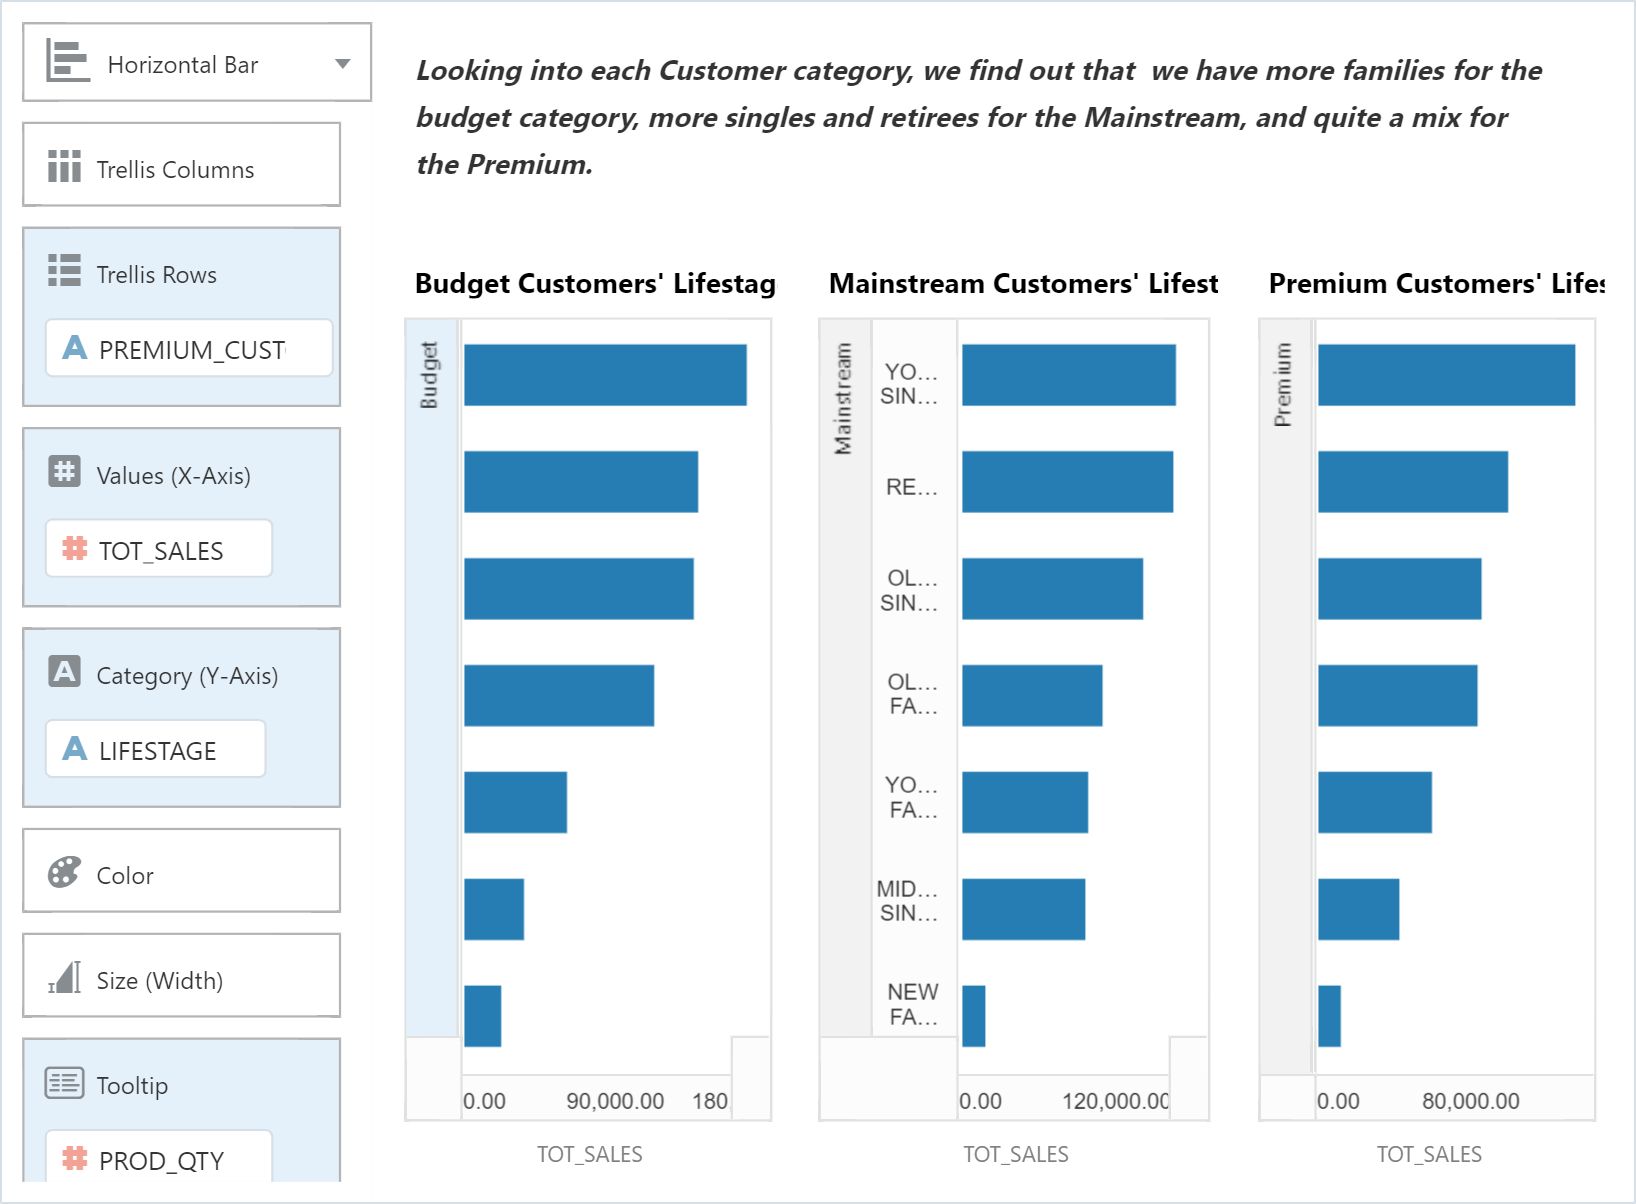 Horizontal Bar
Trellis Columns
Trellis Rows
A PREMIUM_CUST
# Values (X-Axis)
# TOT_SALES
A Category (Y-Axis)
A LIFESTAGE
Color
Size (Width)
Tooltip
# PROD_QTY
Looking into each Customer category, we find out that we have more families for the
budget category, more singles and retirees for the Mainstream, and quite a mix for
the Premium.
Budget Customers' Lifestag
Budget
0.00 90,000.00 180.
TOT_SALES
Mainstream Customers' Lifest
Mainstream
YO...
SIN...
RE...
OL...
SIN...
OL...
FA...
YO...
FA...
MID...
SIN...
NEW
FA...
0.00 120,000.00
TOT_SALES
Premium Customers' Lifes
Premium
0.00 80,000.00
TOT_SALES